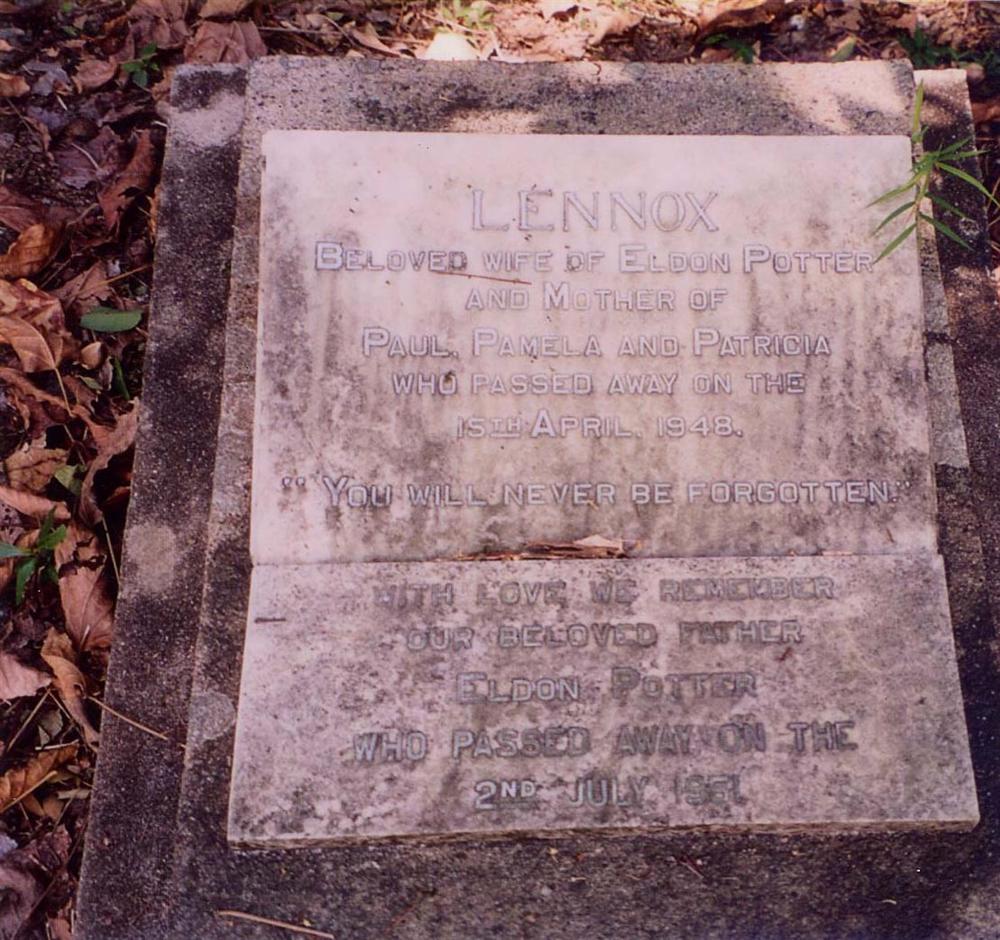 LENNOX
BELOVED WIFE OF ELDON POTTER
AND MOTHER OF
PAUL, PAMELA AND PATRICIA
WHO PASSED AWAY ON THE
15TH APRIL, 1948.
" YOU WILL NEVER BE FORGOTTEN."
WITH LOVE WE REMEMBER
OUR BELOVED FATHER
ELDON POTTER
WHO PASSED AWAY ON THE
2ND JULY